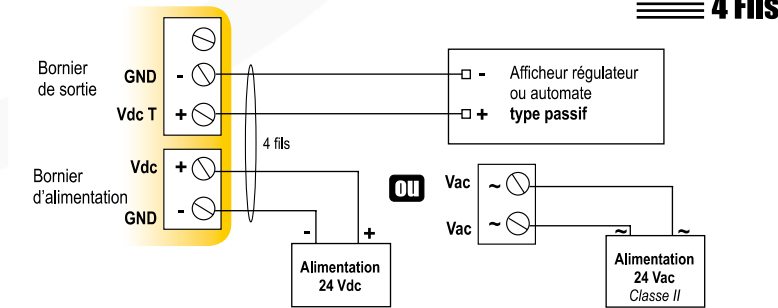 4 Fils
Bornier
de sortie
GND
-
Vdc T
+
-
Afficheur régulateur
ou automate
+
type passif
4 fils
Bornier
d'alimentation
Vdc
+
GND
-
-
+
Alimentation
24 Vdc
ou
Vac
~
Vac
~
~
~
Alimentation
24 Vac
Classe II